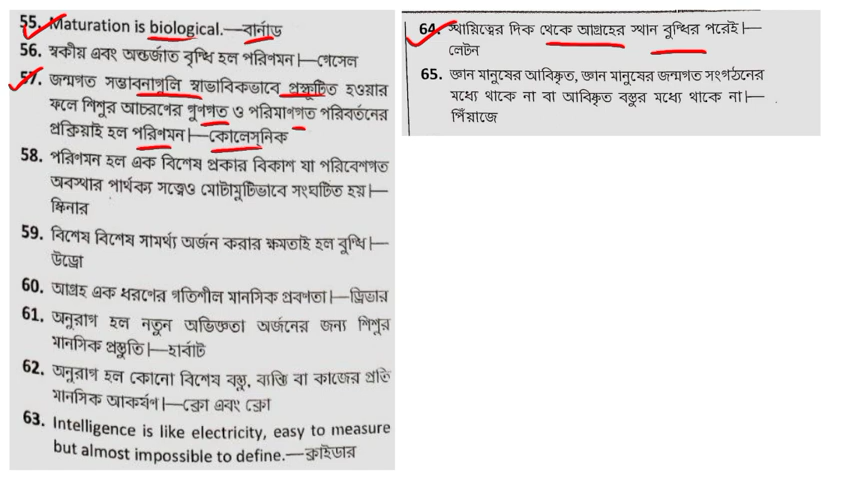 55. Maturation is biological.—বার্নাড
56. স্বকীয় এবং অন্তর্জাত বৃদ্ধি হল পরিণমন।—গেসেল
57. জন্মগত সম্ভাবনাগুলি স্বাভাবিকভাবে প্রস্ফুটিত হওয়ার
ফলে শিশুর আচরণের গুণগত ও পরিমাণগত পরিবর্তনের
প্রক্রিয়াই হল পরিণমন।—কোলেস্‌নিক
58. পরিণমন হল এক বিশেষ প্রকার বিকাশ যা পরিবেশগত
অবস্থার পার্থক্য সত্ত্বেও মোটামুটিভাবে সংঘটিত হয়।—
স্কিনার
59. বিশেষ বিশেষ সামর্থ্য অর্জন করার ক্ষমতাই হল বুদ্ধি।—
উড্রো
60. আগ্রহ এক ধরণের গতিশীল মানসিক প্রবণতা।—ড্রিভার
61. অনুরাগ হল নতুন অভিজ্ঞতা অর্জনের জন্য শিশুর
মানসিক প্রস্তুতি।—হার্বাট
62. অনুরাগ হল কোনো বিশেষ বস্তু, ব্যক্তি বা কাজের প্রতি
মানসিক আকর্ষণ।—ক্রো এবং ক্রো
63. Intelligence is like electricity, easy to measure
but almost impossible to define.—ক্রাইডার
64. স্থায়িত্বের দিক থেকে আগ্রহের স্থান বুদ্ধির পরেই।—
লেটন
65. জ্ঞান মানুষের আবিষ্কৃত, জ্ঞান মানুষের জন্মগত সংগঠনের
মধ্যে থাকে না বা আবিষ্কৃত বস্তুর মধ্যে থাকে না।—
পিঁয়াজে